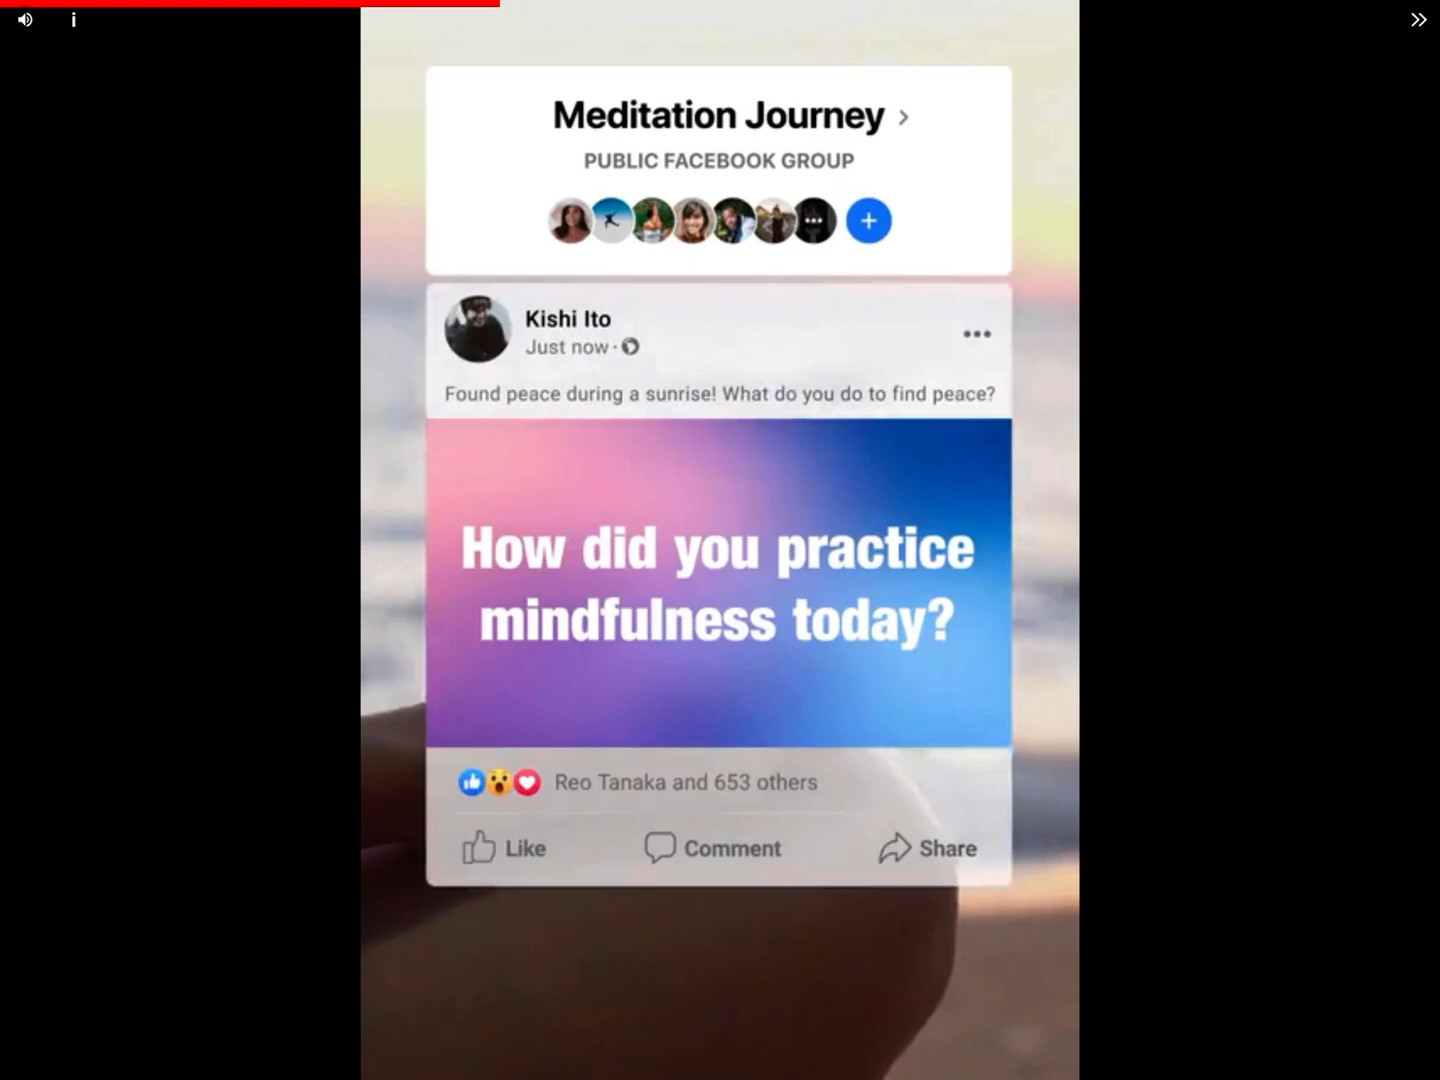 Meditation Journey
PUBLIC FACEBOOK GROUP
Kishi Ito
Just now ·
Found peace during a sunrise! What do you do to find peace?
How did you practice
mindfulness today?
Reo Tanaka and 653 others
Like Comment Share